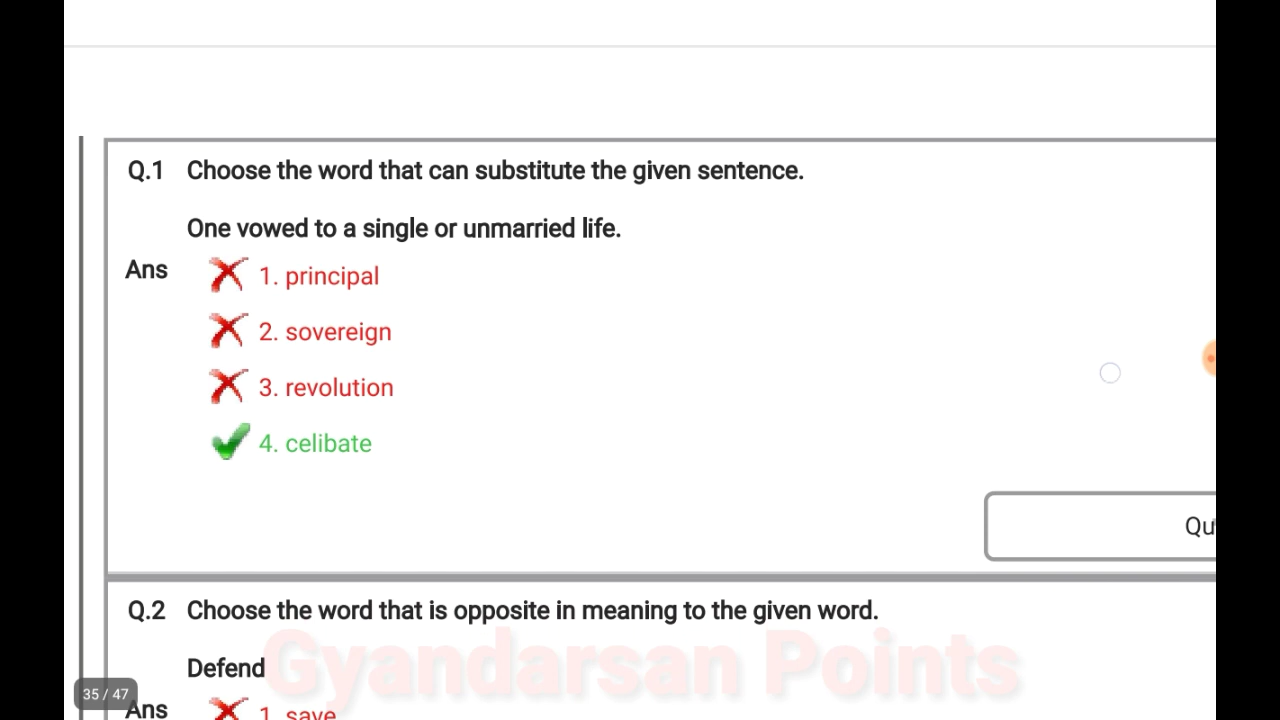 Q.1 Choose the word that can substitute the given sentence.
One vowed to a single or unmarried life.
Ans 1. principal
2. sovereign
3. revolution
4. celibate
Q.2 Choose the word that is opposite in meaning to the given word.
Gyandarsan Points
Defend
35 / 47
Ans 1. save